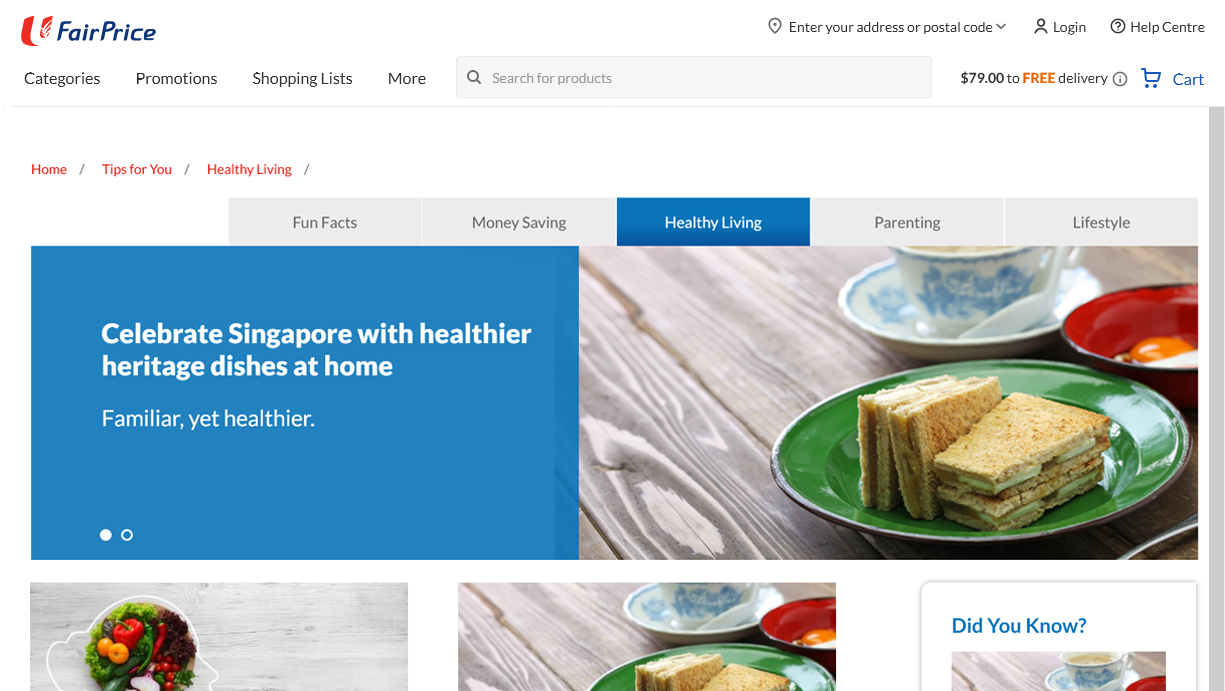 FairPrice
Enter your address or postal code
Login
Help Centre
Categories
Promotions
Shopping Lists
More
Search for products
$79.00 to FREE delivery
Cart
Home / Tips for You / Healthy Living /
Fun Facts
Money Saving
Healthy Living
Parenting
Lifestyle
Celebrate Singapore with healthier
heritage dishes at home
Familiar, yet healthier.
Did You Know?